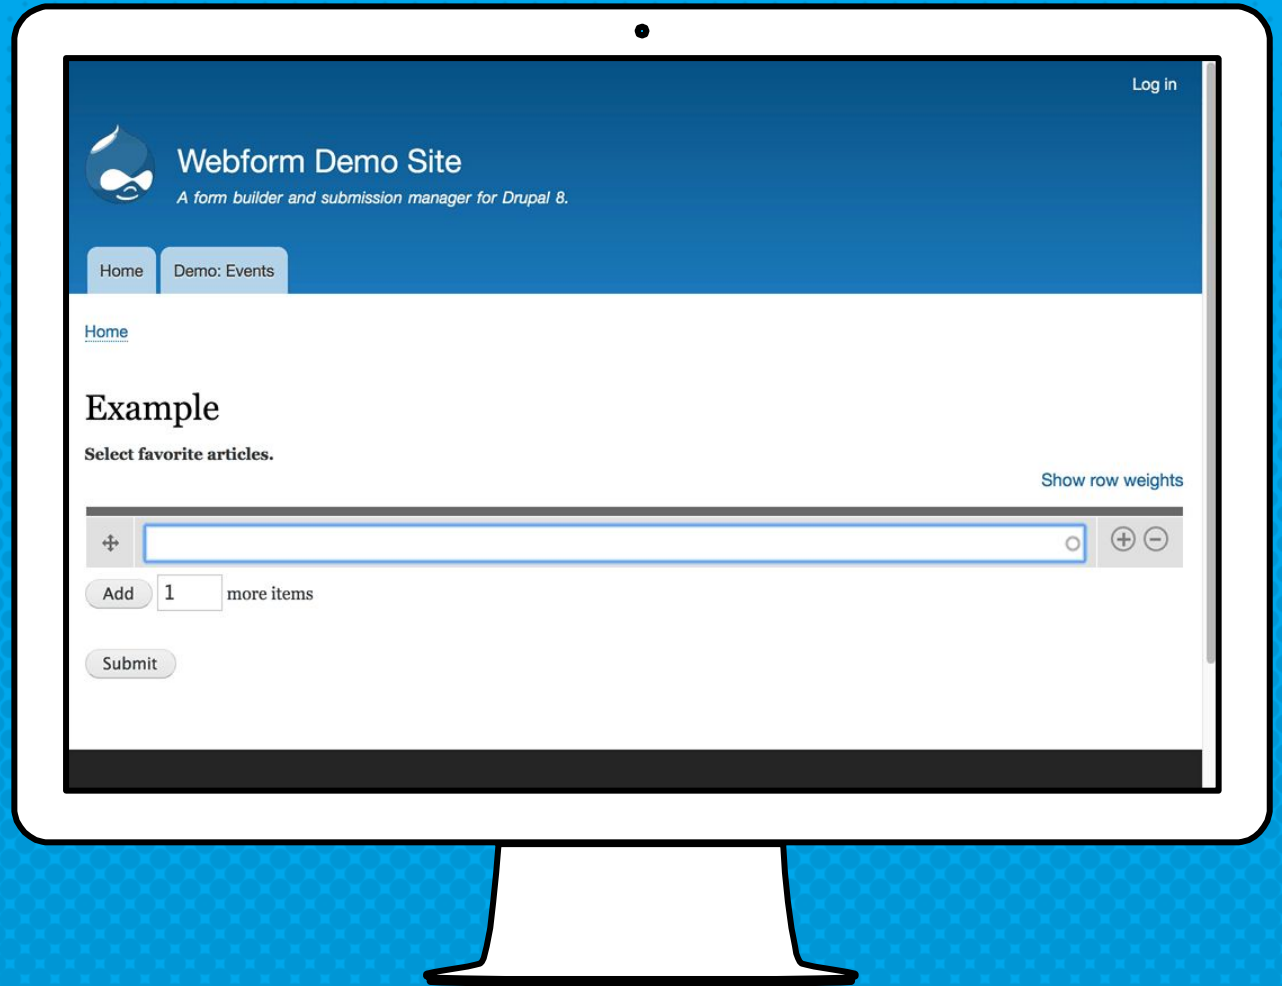 Log in
Webform Demo Site
A form builder and submission manager for Drupal 8.
Home Demo: Events
Home
Example
Select favorite articles.
Show row weights
Add 1 more items
Submit